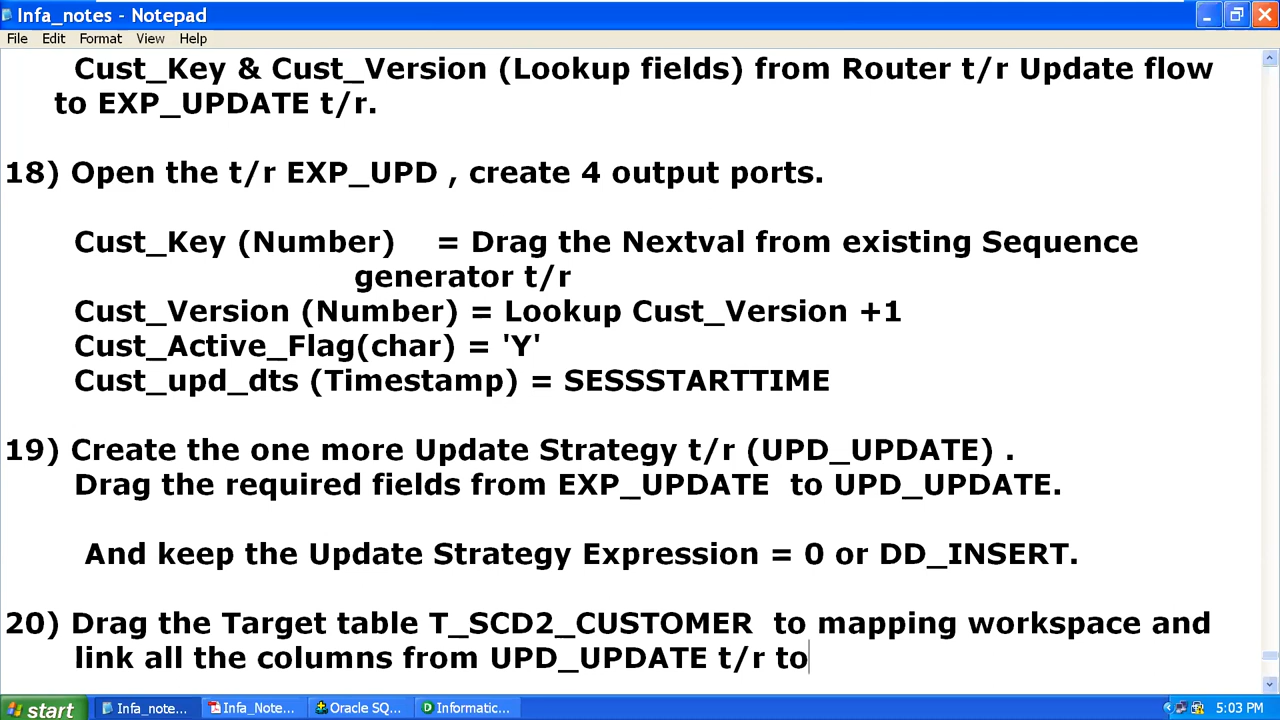 Infa_notes - Notepad
File Edit Format View Help
Cust_Key & Cust_Version (Lookup fields) from Router t/r Update flow
to EXP_UPDATE t/r.
18) Open the t/r EXP_UPD , create 4 output ports.
Cust_Key (Number) = Drag the Nextval from existing Sequence
generator t/r
Cust_Version (Number) = Lookup Cust_Version +1
Cust_Active_Flag(char) = 'Y'
Cust_upd_dts (Timestamp) = SESSSTARTTIME
19) Create the one more Update Strategy t/r (UPD_UPDATE) .
Drag the required fields from EXP_UPDATE to UPD_UPDATE.
And keep the Update Strategy Expression = 0 or DD_INSERT.
20) Drag the Target table T_SCD2_CUSTOMER to mapping workspace and
link all the columns from UPD_UPDATE t/r to
start Infa_note... Infa_Note... Oracle SQ... Informatic... 5:03 PM